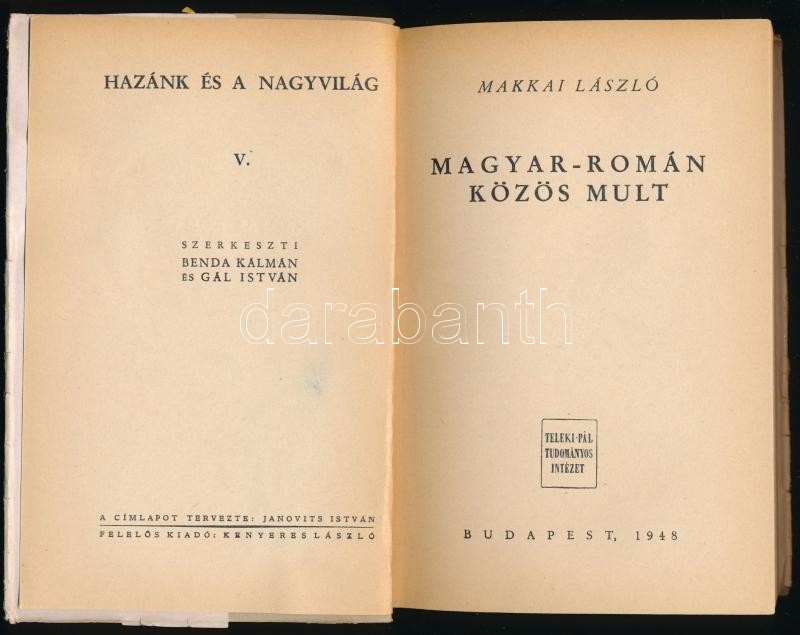 HAZÁNK ÉS A NAGYVILÁG
V.
SZERKESZTI
BENDA KÁLMÁN
ÉS GÁL ISTVÁN
A CÍMLAPOT TERVEZTE: JANOVITS ISTVÁN
FELELŐS KIADÓ: KENYERES LÁSZLÓ
MAKKAI LÁSZLÓ
MAGYAR-ROMÁN
KÖZÖS MULT
TELEKI-PÁL
TUDOMÁNYOS
INTÉZET
BUDAPEST, 1948
darabanth